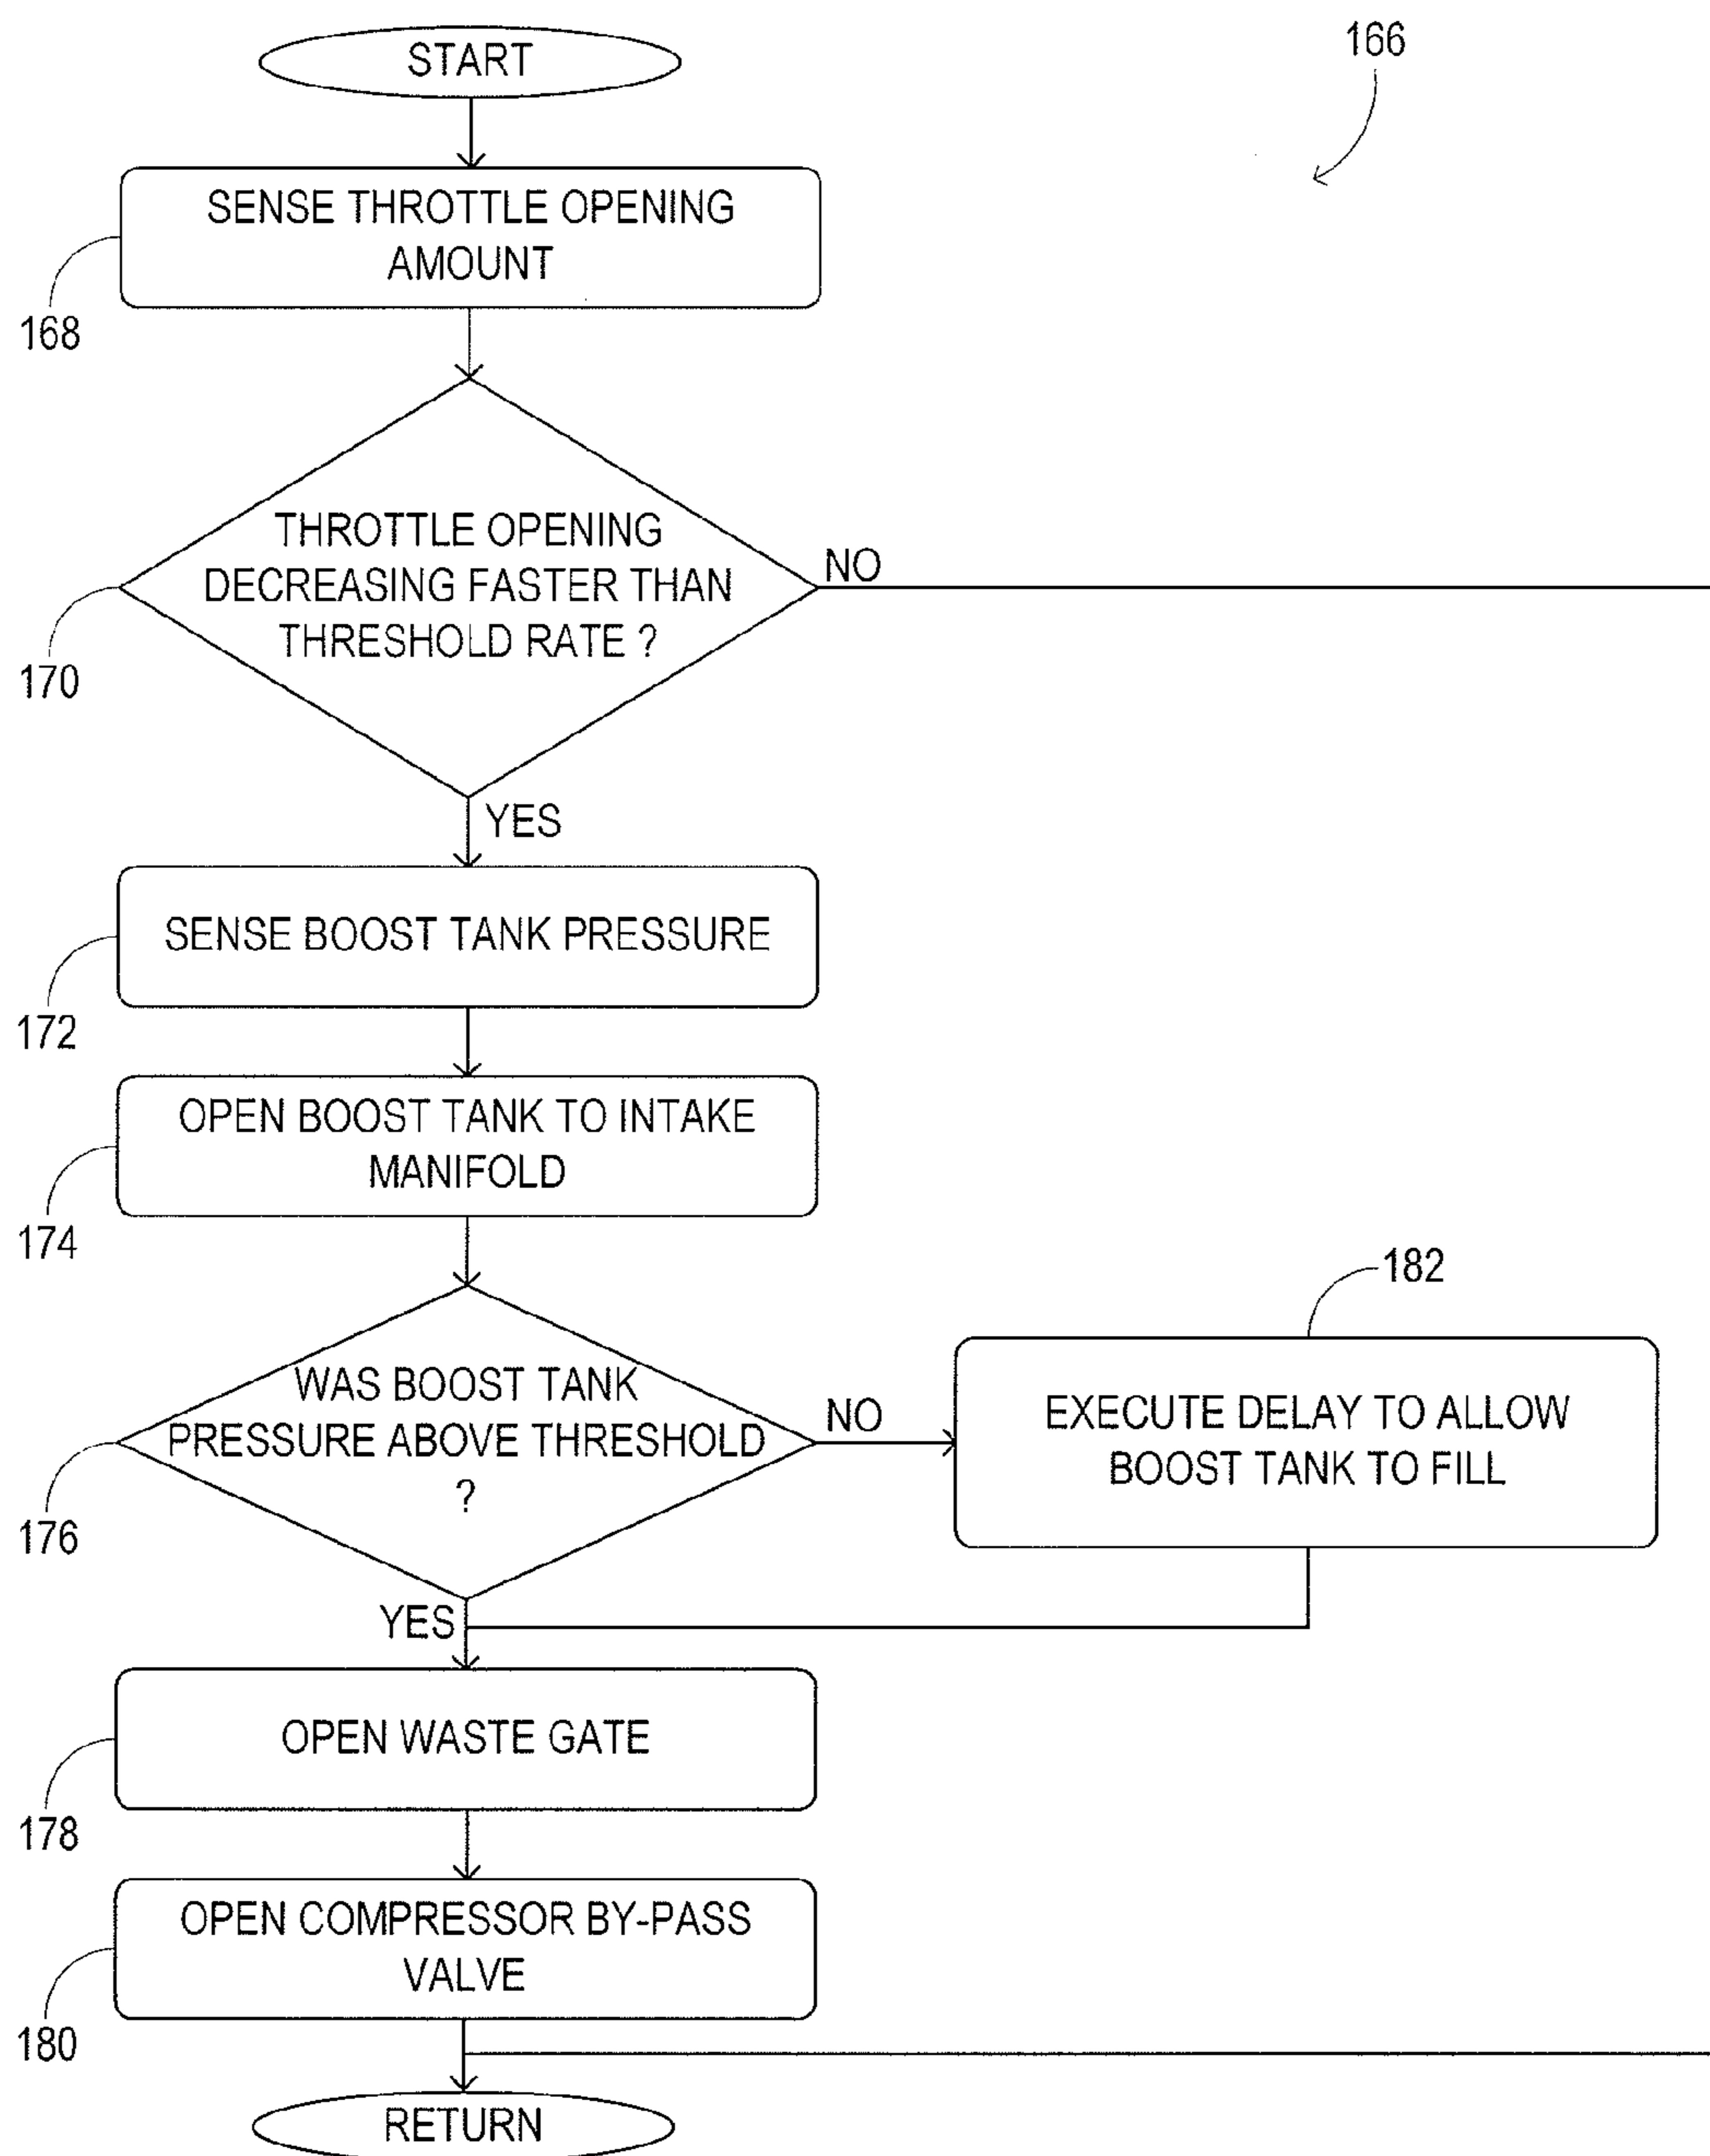 START
166
SENSE THROTTLE OPENING
AMOUNT
168
THROTTLE OPENING
DECREASING FASTER THAN
THRESHOLD RATE ?
NO
170
YES
SENSE BOOST TANK PRESSURE
172
OPEN BOOST TANK TO INTAKE
MANIFOLD
174
182
WAS BOOST TANK
PRESSURE ABOVE THRESHOLD
?
NO
EXECUTE DELAY TO ALLOW
BOOST TANK TO FILL
176
YES
OPEN WASTE GATE
178
OPEN COMPRESSOR BY-PASS
VALVE
180
RETURN